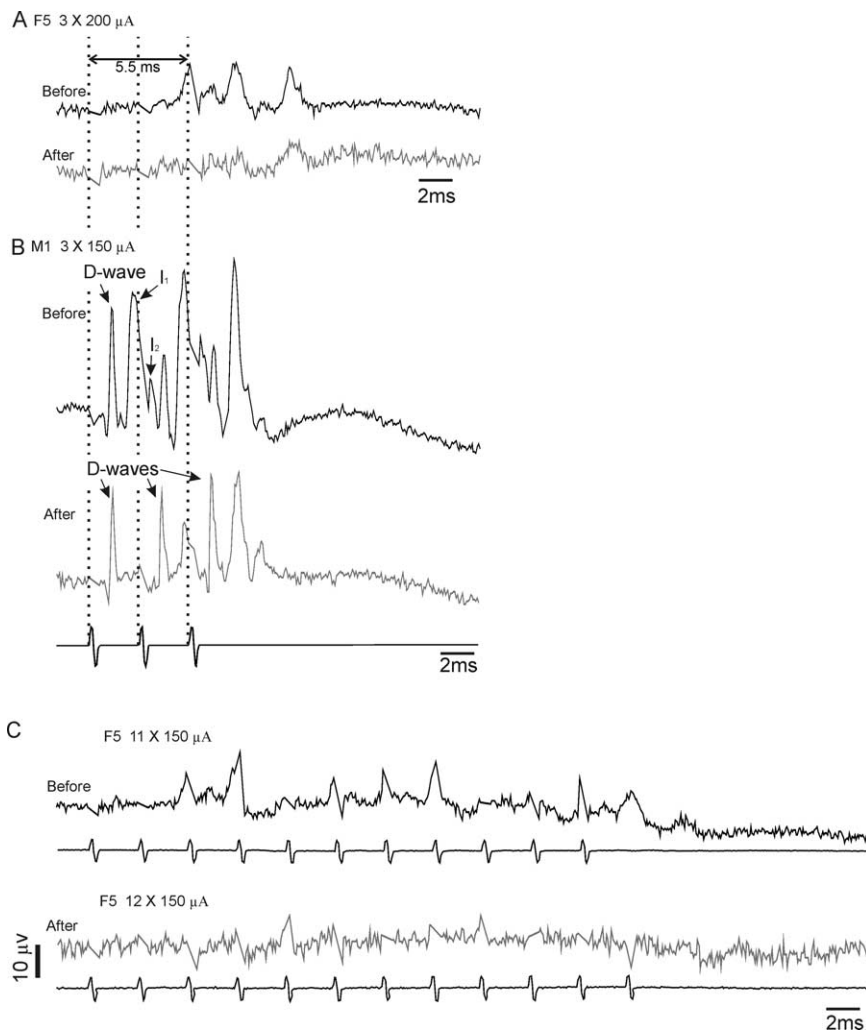 A F5 3 X 200 µA
5.5 ms
Before
After
2ms
B M1 3 X 150 µA
D-wave
I₁
Before
I₂
D-waves
After
2ms
C
F5 11 X 150 µA
Before
F5 12 X 150 µA
After
10 µv
2ms